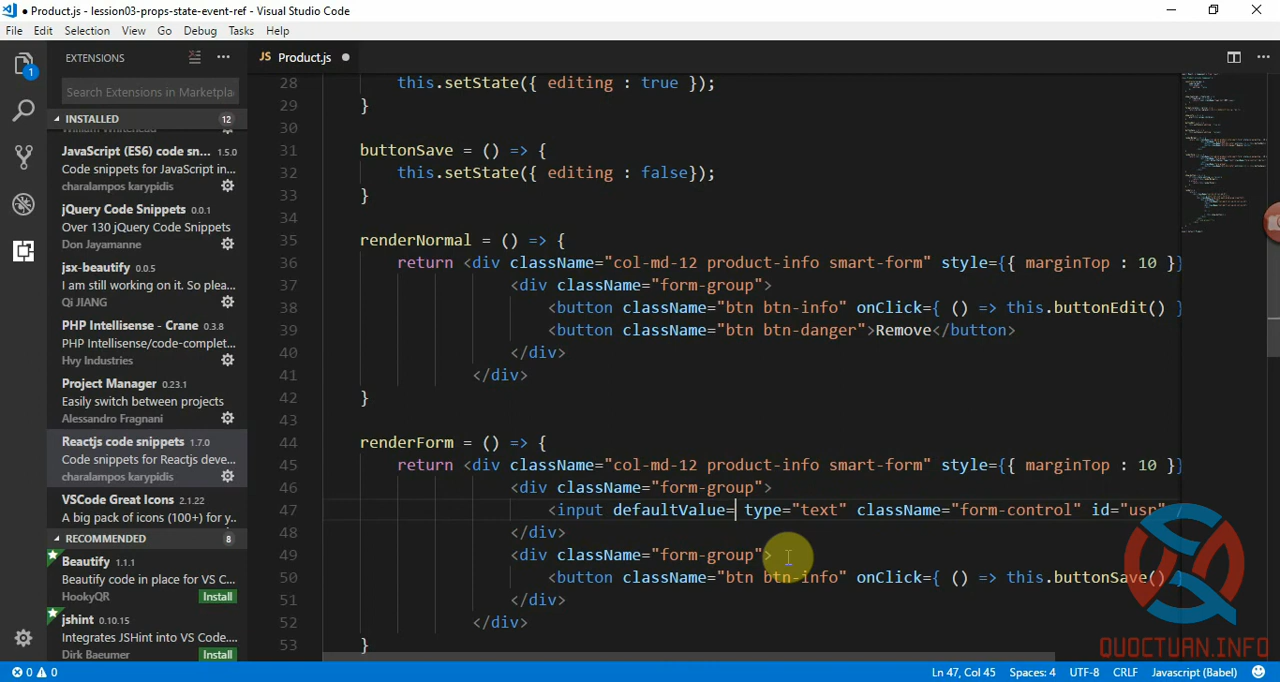 ● Product.js - lession03-props-state-event-ref - Visual Studio Code
File Edit Selection View Go Debug Tasks Help
EXTENSIONS
JS Product.js
1
Search Extensions in Marketpla
INSTALLED 12
William Whitehead
JavaScript (ES6) code sn... 1.5.0
Code snippets for JavaScript in...
charalampos karypidis
jQuery Code Snippets 0.0.1
Over 130 jQuery Code Snippets
Don Jayamanne
jsx-beautify 0.0.5
I am still working on it. So plea...
Qi JIANG
PHP Intellisense - Crane 0.3.8
PHP Intellisense/code-complet...
Hvy Industries
Project Manager 0.23.1
Easily switch between projects
Alessandro Fragnani
Reactjs code snippets 1.7.0
Code snippets for Reactjs deve...
charalampos karypidis
VSCode Great Icons 2.1.22
A big pack of icons (100+) for y...
RECOMMENDED 8
Beautify 1.1.1
Beautify code in place for VS C...
HookyQR Install
jshint 0.10.15
Integrates JSHint into VS Code....
Dirk Baeumer Install
28 this.setState({ editing : true });
29 }
30
31 buttonSave = () => {
32 this.setState({ editing : false});
33 }
34
35 renderNormal = () => {
36 return <div className="col-md-12 product-info smart-form" style={{ marginTop : 10 }}
37 <div className="form-group">
38 <button className="btn btn-info" onClick={ () => this.buttonEdit() }
39 <button className="btn btn-danger">Remove</button>
40 </div>
41 </div>
42 }
43
44 renderForm = () => {
45 return <div className="col-md-12 product-info smart-form" style={{ marginTop : 10 }}
46 <div className="form-group">
47 <input defaultValue= type="text" className="form-control" id="usr" /
48 </div>
49 <div className="form-group">
50 <button className="btn btn-info" onClick={ () => this.buttonSave() }
51 </div>
52 </div>
53 }
QUOCTUAN.INFO
0 0 Ln 47, Col 45 Spaces: 4 UTF-8 CRLF Javascript (Babel)